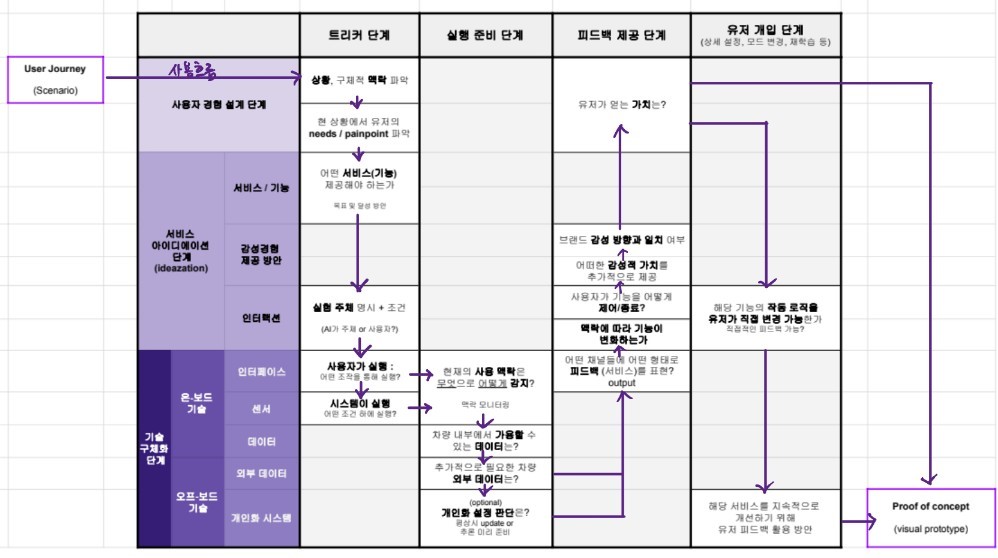 트리커 단계
실행 준비 단계
피드백 제공 단계
유저 개입 단계
(상세 설정, 모드 변경, 재학습 등)
User Journey
(Scenario)
사용흐름
사용자 경험 설계 단계
상황, 구체적 맥락 파악
현 상황에서 유저의
needs / painpoint 파악
유저가 얻는 가치는?
서비스
아이디에이션
단계
(ideazation)
서비스 / 기능
어떤 서비스(기능)
제공해야 하는가
목표 및 달성 방안
감성경험
제공 방안
브랜드 감성 방향과 일치 여부
어떠한 감성적 가치를
추가적으로 제공
인터랙션
실험 주체 명시 + 조건
(AI가 주체 or 사용자?)
사용자가 기능을 어떻게
제어/종료?
맥락에 따라 기능이
변화하는가
해당 기능의 작동 로직을
유저가 직접 변경 가능한가
직접적인 피드백 가능?
기술
구체화
단계
온-보드
기술
인터페이스
사용자가 실행 :
어떤 조작을 통해 실행?
현재의 사용 맥락은
무엇으로 어떻게 감지?
맥락 모니터링
어떤 채널들에 어떤 형태로
피드백 (서비스)를 표현?
output
센서
시스템이 실행
어떤 조건 하에 실행?
데이터
차량 내부에서 가용할 수
있는 데이터는?
오프-보드
기술
외부 데이터
추가적으로 필요한 차량
외부 데이터는?
개인화 시스템
(optional)
개인화 설정 판단은?
평상시 update or
추론 미리 준비
해당 서비스를 지속적으로
개선하기 위해
유저 피드백 활용 방안
Proof of concept
(visual prototype)